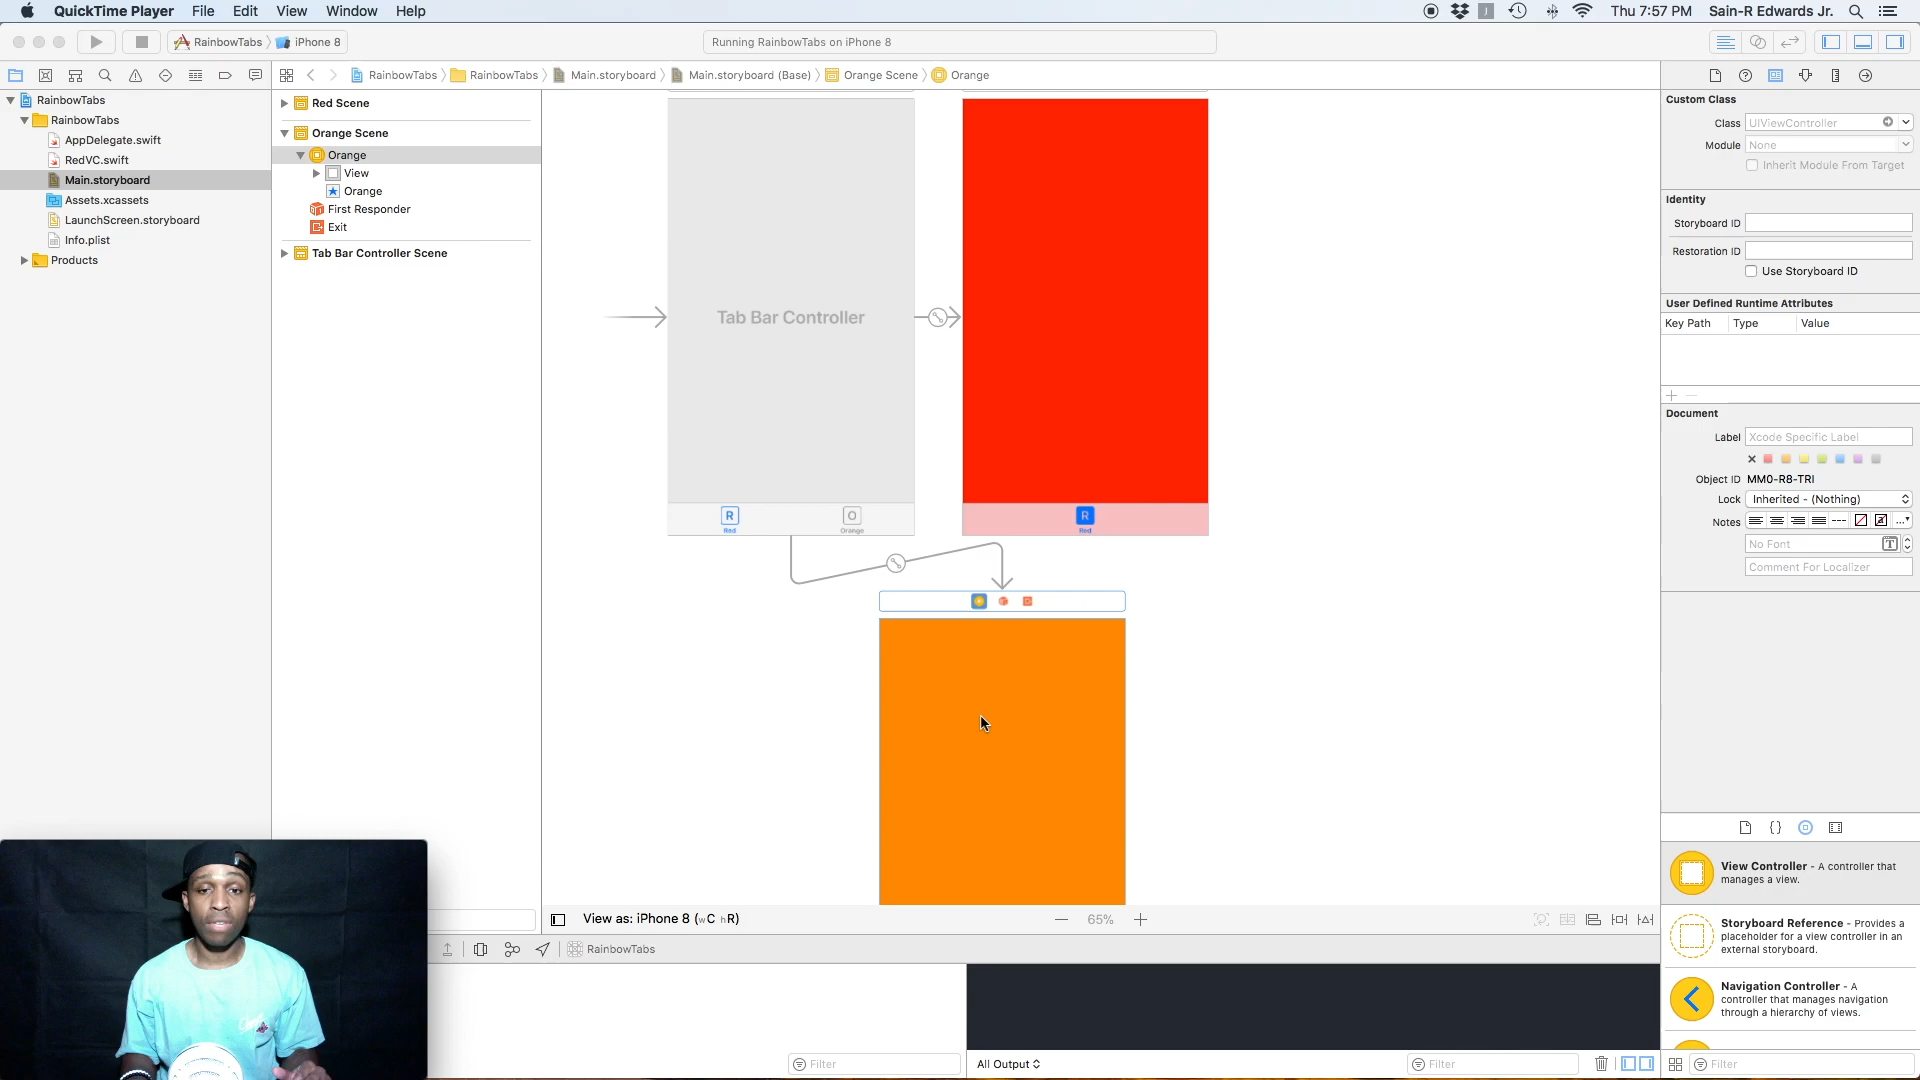 QuickTime Player File Edit View Window Help
Thu 7:57 PM Sain-R Edwards Jr.
RainbowTabs iPhone 8
Running RainbowTabs on iPhone 8
RainbowTabs RainbowTabs Main.storyboard Main.storyboard (Base) Orange Scene Orange
RainbowTabs
RainbowTabs
AppDelegate.swift
RedVC.swift
Main.storyboard
Assets.xcassets
LaunchScreen.storyboard
Info.plist
Products
Red Scene
Orange Scene
Orange
View
Orange
First Responder
Exit
Tab Bar Controller Scene
Tab Bar Controller
R
Red
O
Orange
R
Red
View as: iPhone 8 (wC hR)
65%
RainbowTabs
Filter
All Output
Filter
Custom Class
Class UIViewController
Module None
Inherit Module From Target
Identity
Storyboard ID
Restoration ID
Use Storyboard ID
User Defined Runtime Attributes
Key Path Type Value
Document
Label Xcode Specific Label
Object ID MM0-R8-TRI
Lock Inherited - (Nothing)
Notes
No Font
Comment For Localizer
View Controller - A controller that
manages a view.
Storyboard Reference - Provides a
placeholder for a view controller in an
external storyboard.
Navigation Controller - A
controller that manages navigation
through a hierarchy of views.
Filter